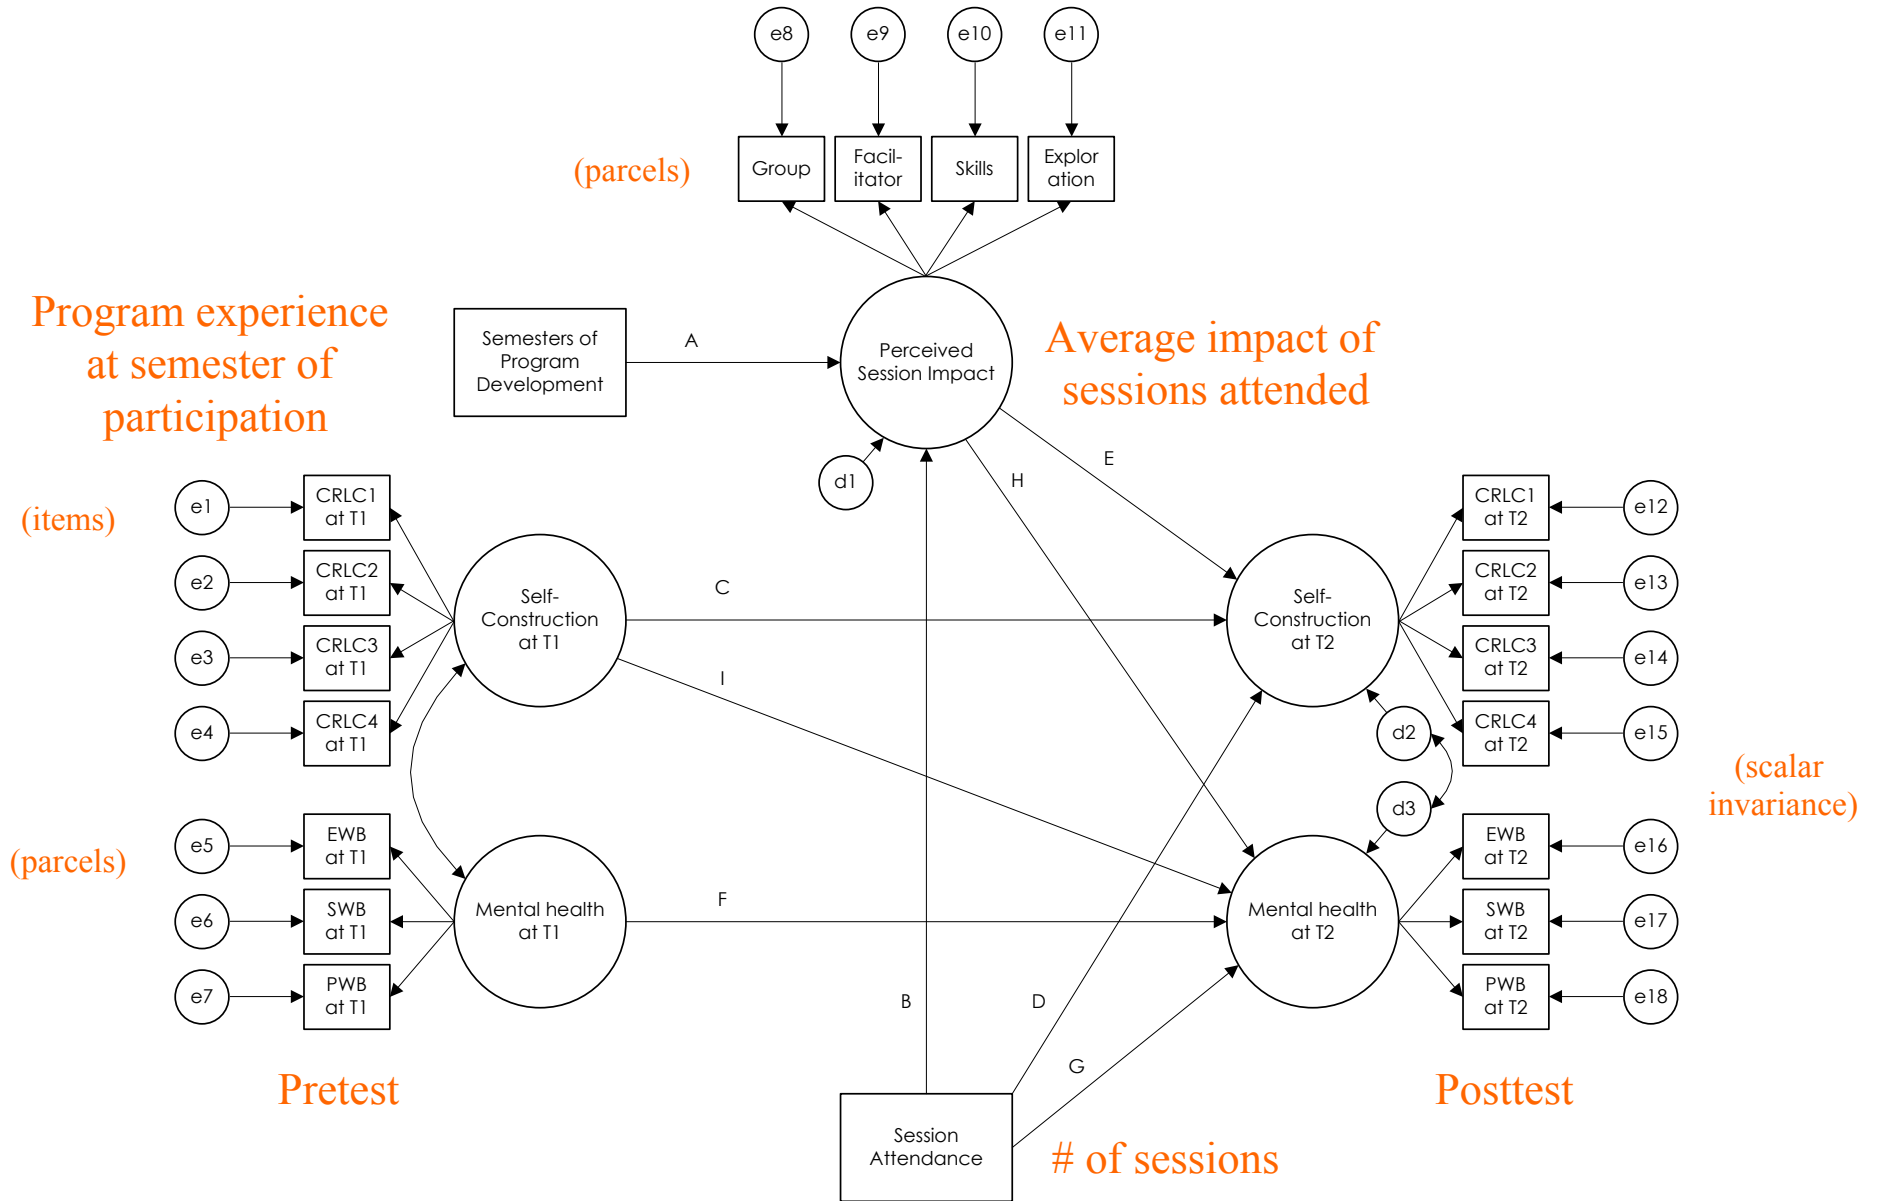 e8
e9
e10
e11
(parcels)
Group
Facil-
itator
Skills
Explor
ation
Program experience
at semester of
participation
Semesters of
Program
Development
A
Perceived
Session Impact
Average impact of
sessions attended
d1
H
E
(items)
e1
CRLC1
at T1
e2
CRLC2
at T1
e3
CRLC3
at T1
e4
CRLC4
at T1
Self-
Construction
at T1
C
I
Self-
Construction
at T2
CRLC1
at T2
e12
CRLC2
at T2
e13
CRLC3
at T2
e14
CRLC4
at T2
e15
d2
d3
(scalar
invariance)
(parcels)
e5
EWB
at T1
e6
SWB
at T1
e7
PWB
at T1
Mental health
at T1
F
Mental health
at T2
EWB
at T2
e16
SWB
at T2
e17
PWB
at T2
e18
B
D
G
Pretest
Posttest
Session
Attendance
# of sessions